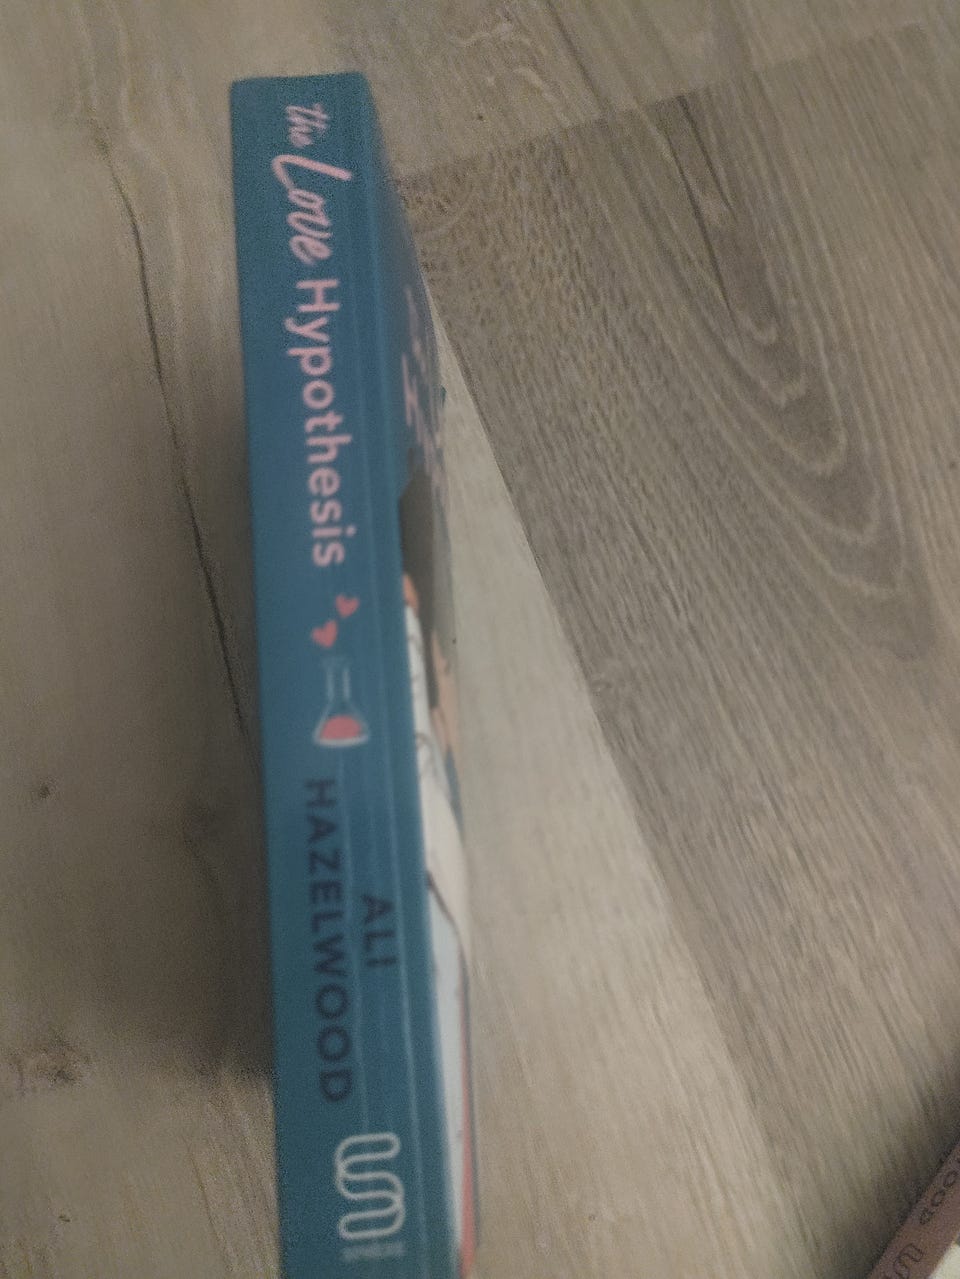 the Love Hypothesis
ALI
HAZELWOOD